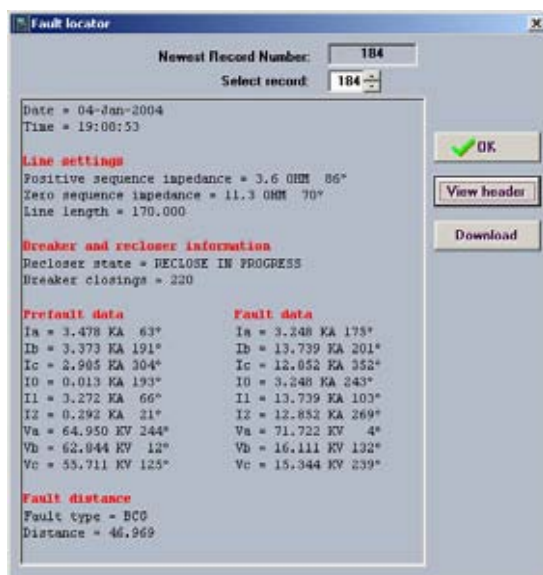 Fault locator
Newest Record Number: 184
Select record: 184
Date = 04-Jan-2004
Time = 19:08:53
Line settings
Positive sequence impedance = 3.6 OHM 86°
Zero sequence impedance = 11.3 OHM 70°
Line length = 170.000
Breaker and recloser information
Recloser state = RECLOSE IN PROGRESS
Breaker closings = 220
Prefault data Fault data
Ia = 3.478 KA 63° Ia = 3.248 KA 175°
Ib = 3.373 KA 191° Ib = 13.739 KA 201°
Ic = 2.985 KA 304° Ic = 12.852 KA 352°
I0 = 0.013 KA 193° I0 = 3.248 KA 243°
I1 = 3.272 KA 66° I1 = 13.739 KA 103°
I2 = 0.292 KA 21° I2 = 12.852 KA 269°
Va = 64.950 KV 244° Va = 71.722 KV 4°
Vb = 62.844 KV 12° Vb = 16.111 KV 132°
Vc = 55.711 KV 125° Vc = 15.344 KV 239°
Fault distance
Fault type = BCG
Distance = 46.969
OK
View header
Download